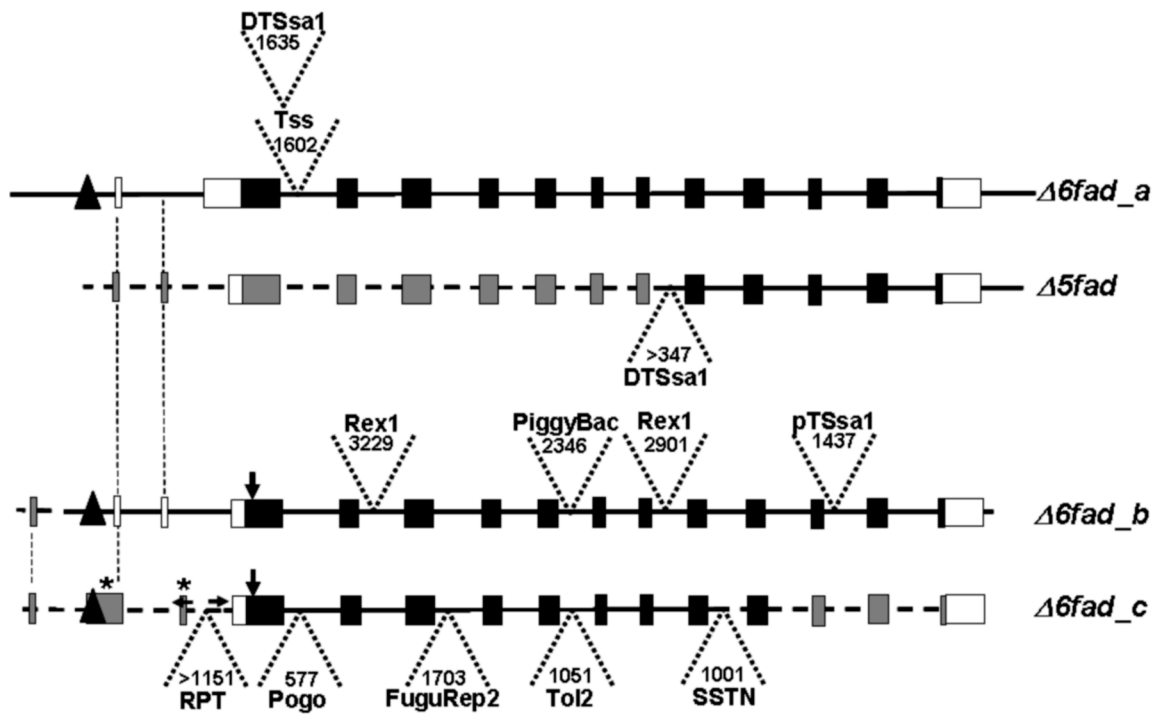 DTSsa1
1635
Tss
1602
Δ6fad_a
Δ5fad
>347
DTSsa1
Rex1
3229
PiggyBac
2346
Rex1
2901
pTSsa1
1437
Δ6fad_b
*
*
Δ6fad_c
>1151
RPT
577
Pogo
1703
FuguRep2
1051
Tol2
1001
SSTN